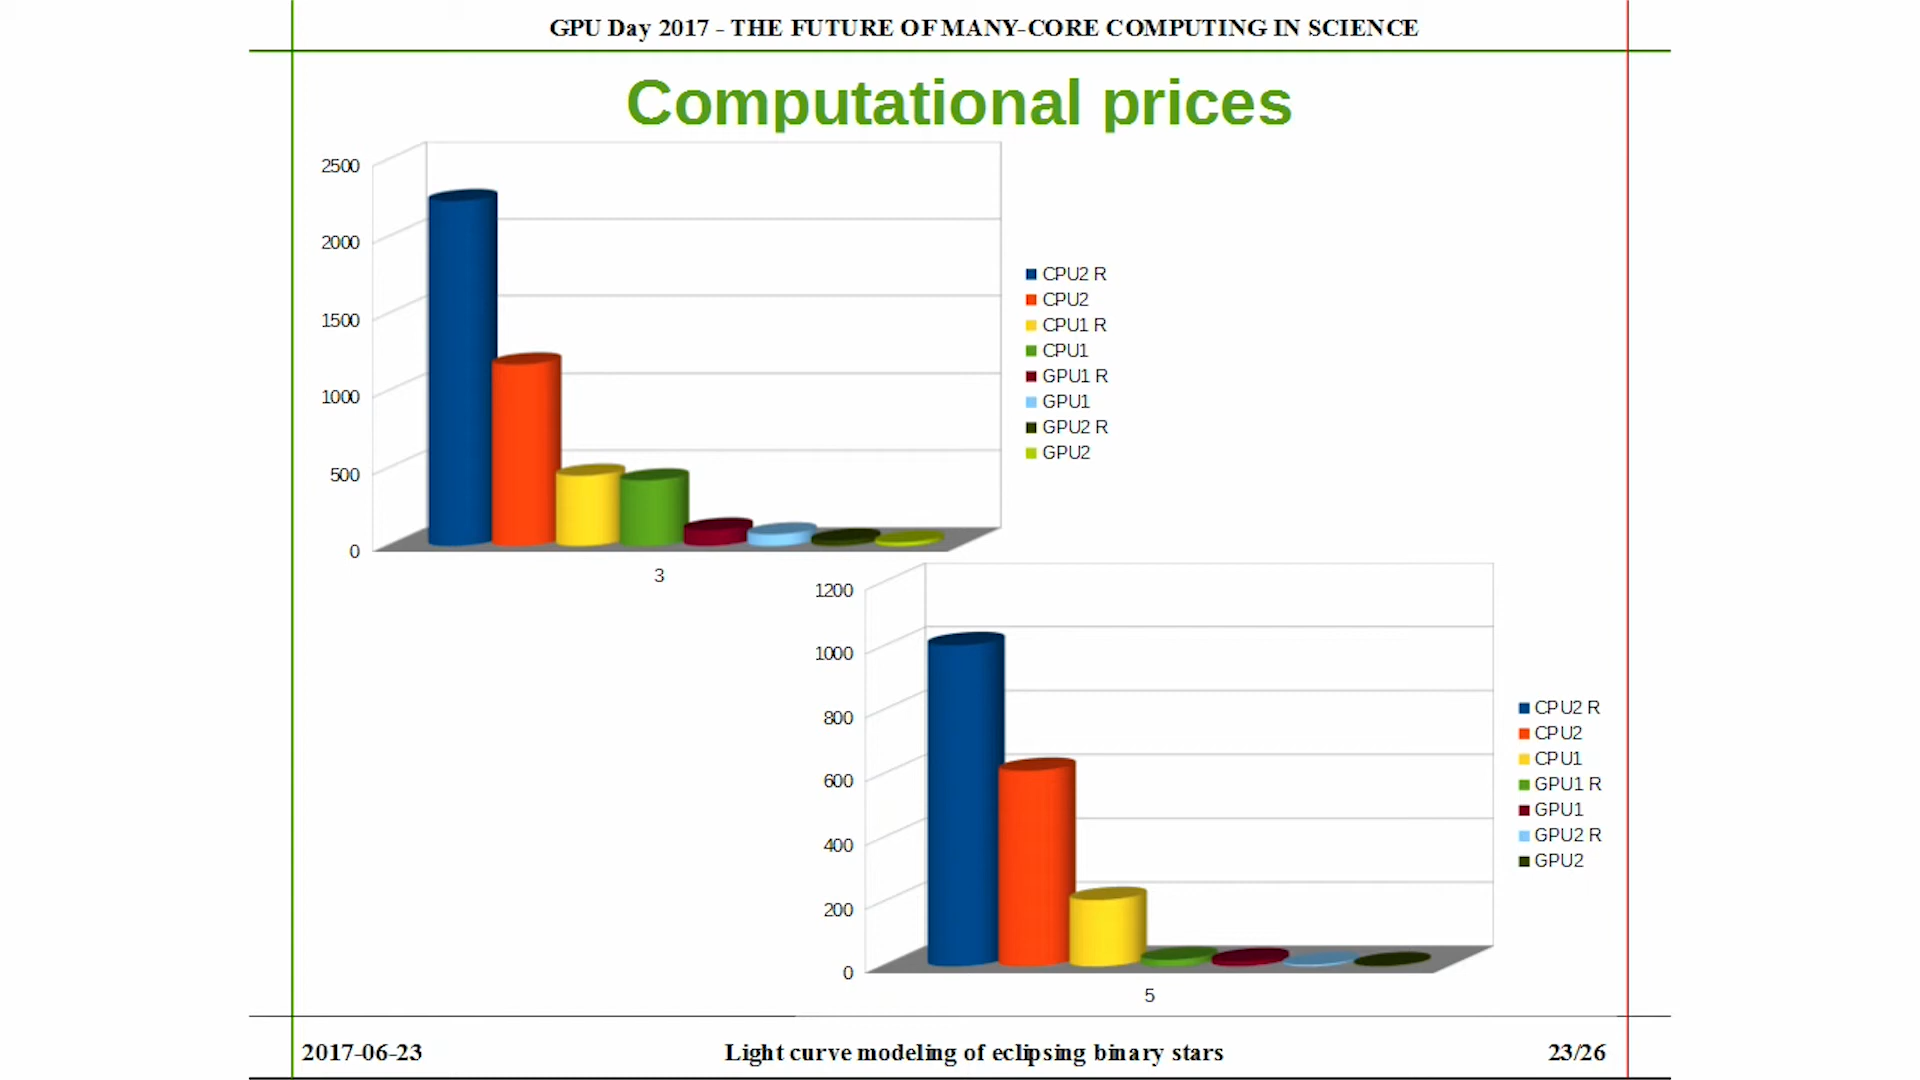 GPU Day 2017 - THE FUTURE OF MANY-CORE COMPUTING IN SCIENCE
Computational prices
2500
2000
1500
1000
500
0
3
CPU2 R
CPU2
CPU1 R
CPU1
GPU1 R
GPU1
GPU2 R
GPU2
1200
1000
800
600
400
200
0
5
CPU2 R
CPU2
CPU1
GPU1 R
GPU1
GPU2 R
GPU2
2017-06-23
Light curve modeling of eclipsing binary stars
23/26